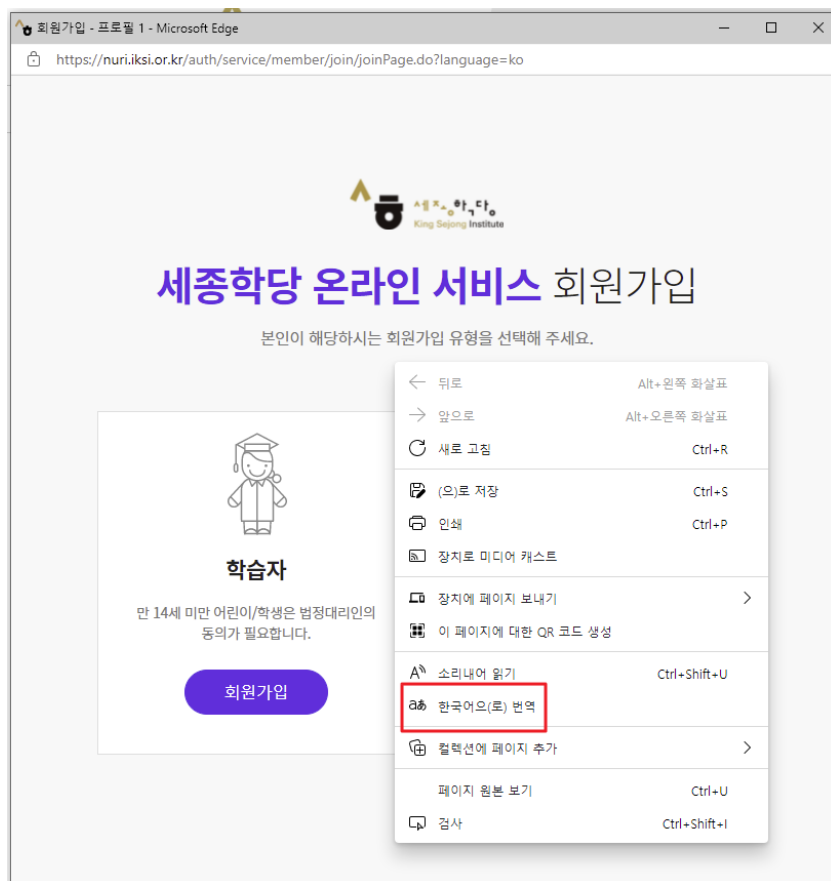 회원가입 - 프로필 1 - Microsoft Edge
https://nuri.iksi.or.kr/auth/service/member/join/joinPage.do?language=ko
세종학당
King Sejong Institute
세종학당 온라인 서비스 회원가입
본인이 해당하시는 회원가입 유형을 선택해 주세요.
학습자
만 14세 미만 어린이/학생은 법정대리인의
동의가 필요합니다.
회원가입
뒤로 Alt+왼쪽 화살표
앞으로 Alt+오른쪽 화살표
새로 고침 Ctrl+R
(으)로 저장 Ctrl+S
인쇄 Ctrl+P
장치로 미디어 캐스트
장치에 페이지 보내기
이 페이지에 대한 QR 코드 생성
소리내어 읽기 Ctrl+Shift+U
한국어으(로) 번역
컬렉션에 페이지 추가
페이지 원본 보기 Ctrl+U
검사 Ctrl+Shift+I